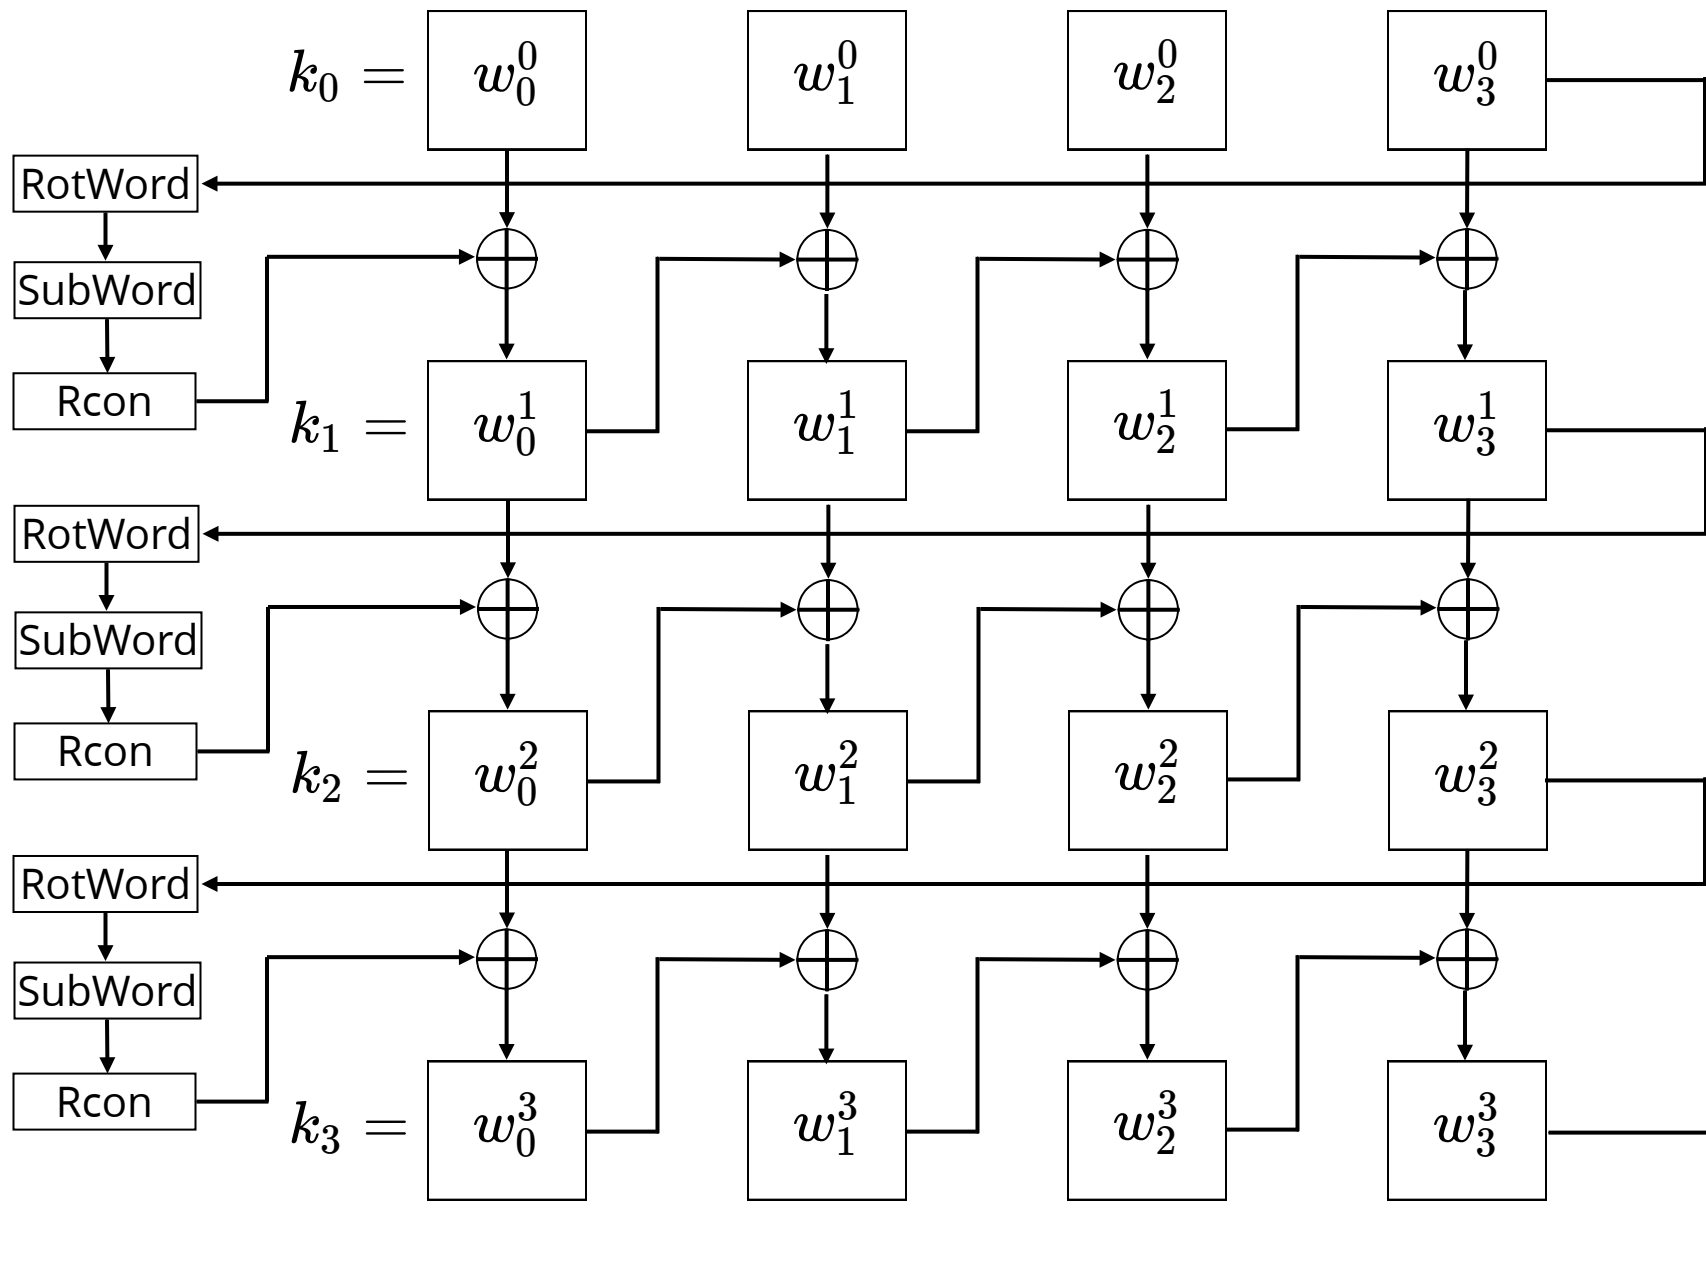 k₀ = w₀⁰ w₁⁰ w₂⁰ w₃⁰
RotWord
SubWord
Rcon
k₁ = w₀¹ w₁¹ w₂¹ w₃¹
RotWord
SubWord
Rcon
k₂ = w₀² w₁² w₂² w₃²
RotWord
SubWord
Rcon
k₃ = w₀³ w₁³ w₂³ w₃³